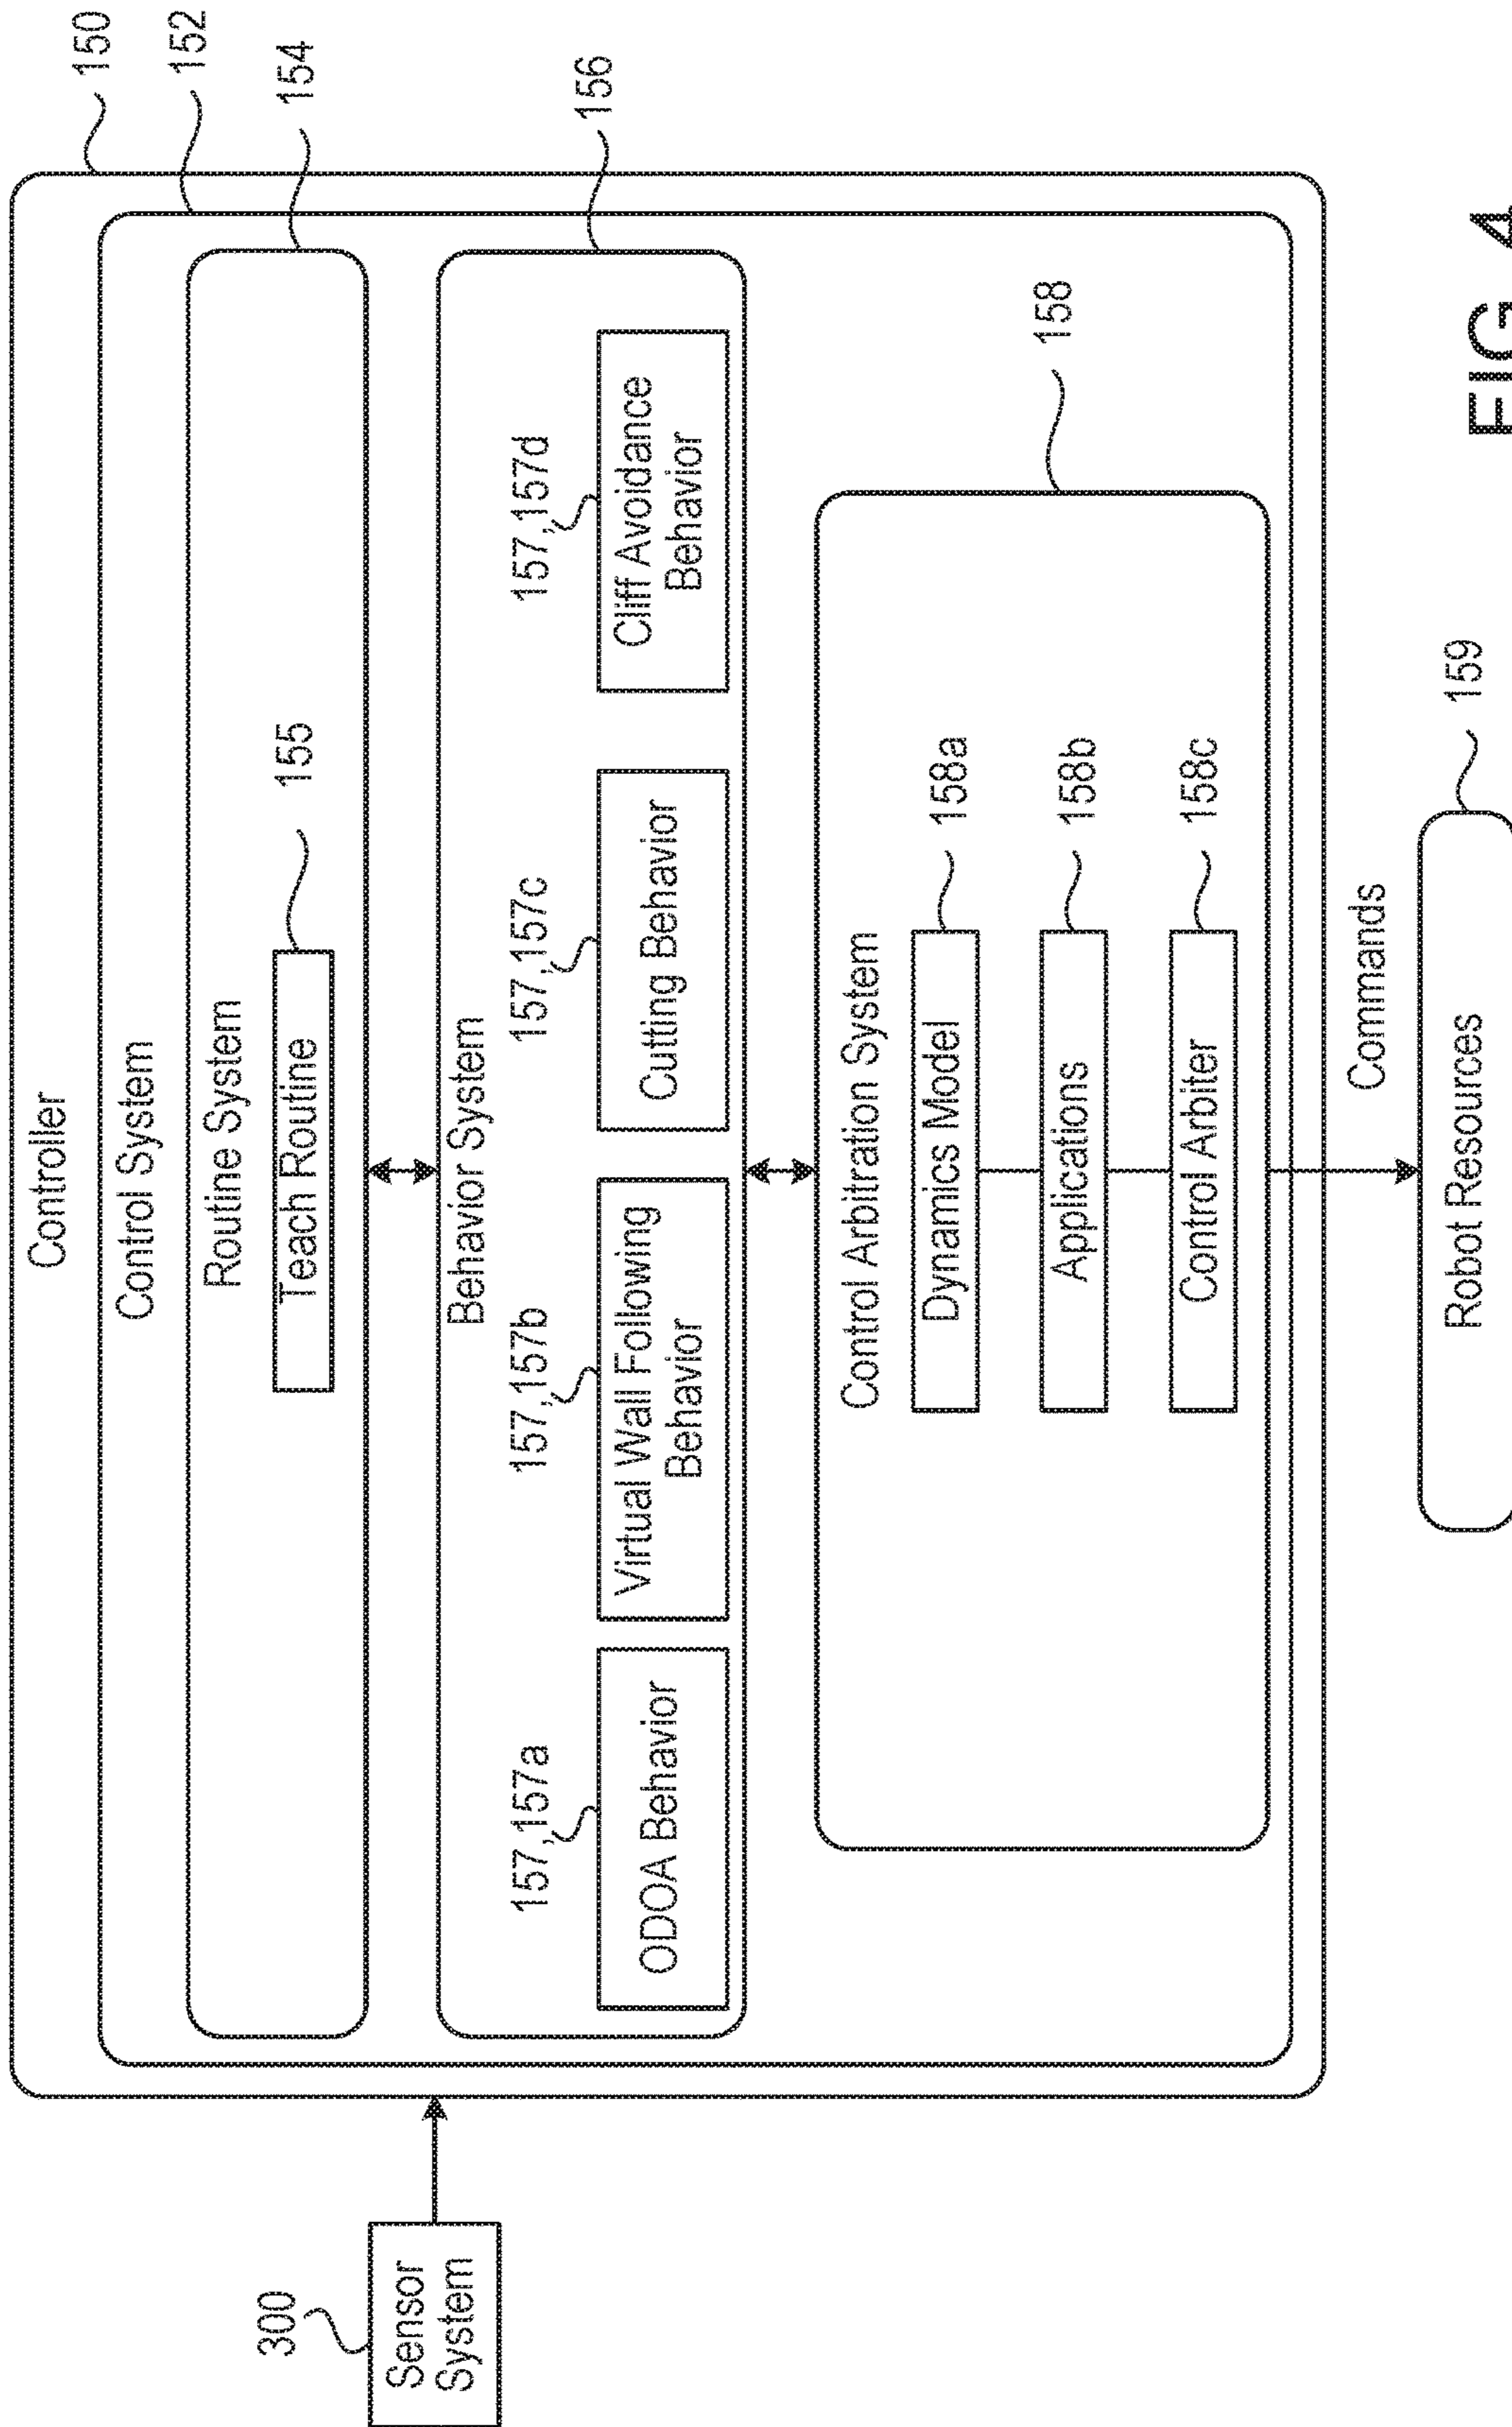 150
152
154
156
Controller
Control System
Routine System
Teach Routine
155
Behavior System
157,157a
157,157b
157,157c
157,157d
ODOA Behavior
Virtual Wall Following
Behavior
Cutting Behavior
Cliff Avoidance
Behavior
300
Sensor
System
158
Control Arbitration System
Dynamics Model
158a
Applications
158b
Control Arbiter
158c
Commands
Robot Resources
159
FIG. 4